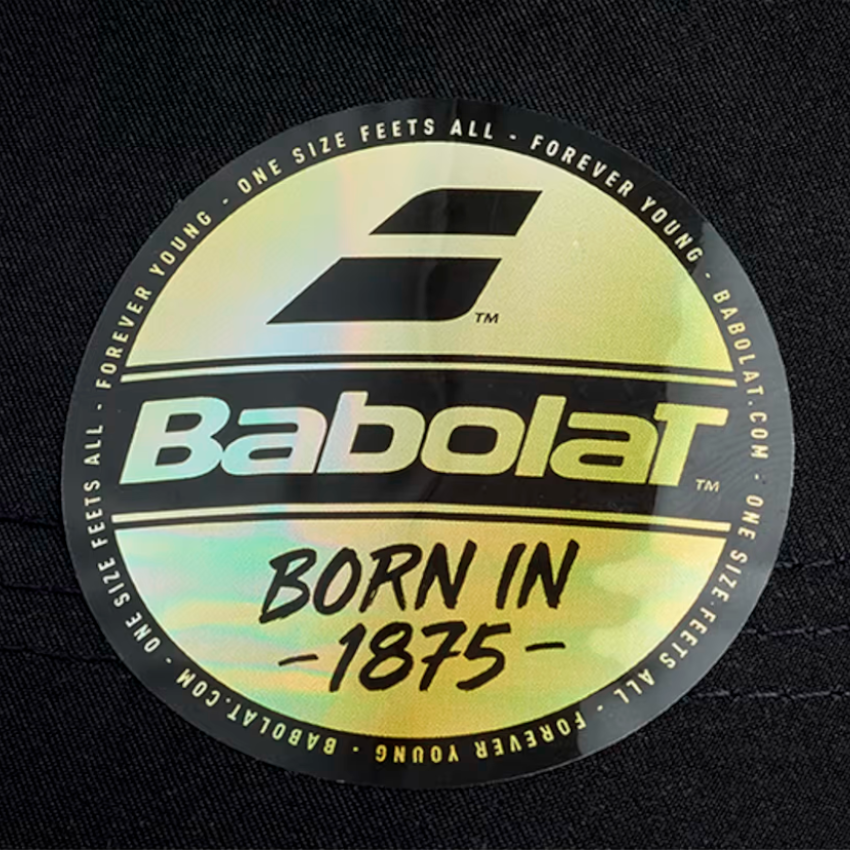 ONE SIZE FEETS ALL - FOREVER YOUNG - BABOLAT.COM - ONE SIZE FEETS ALL - FOREVER YOUNG - BABOLAT.COM - ONE SIZE FEETS ALL - FOREVER YOUNG -
TM
Babolat
TM
BORN IN
-1875-